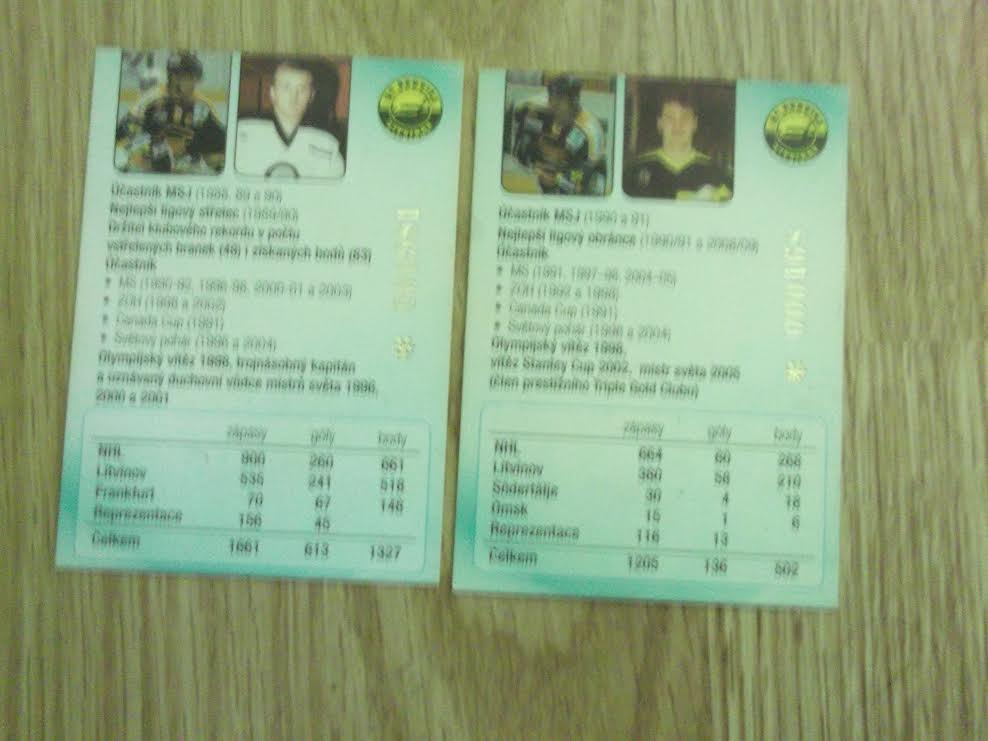 Účastník MSJ (1988, 89 a 90)
Nejlepší ligový střelec (1989/90)
Držitel klubového rekordu v počtu
vstřelených branek (48) i získaných bodů (83)
Účastník
MS (1990-92, 1996-98, 2000-01 a 2003)
ZOH (1998 a 2002)
Canada Cup (1991)
Světový pohár (1996 a 2004)
Olympijský vítěz 1998, trojnásobný kapitán
a uznávaný duchovní vůdce mistrů světa 1996,
2000 a 2001
zápasy góly body
NHL 900 260 661
Litvínov 535 241 518
Frankfurt 70 67 148
Reprezentace 156 45
Celkem 1661 613 1327
Účastník MSJ (1990 a 91)
Nejlepší ligový obránce (1990/91 a 2008/09)
Účastník
MS (1991, 1997-98, 2004-05)
ZOH (1992 a 1998)
Canada Cup (1991)
Světový pohár (1996 a 2004)
Olympijský vítěz 1998,
vítěz Stanley Cup 2002, mistr světa 2005
(člen prestižního Triple Gold Clubu)
zápasy góly body
NHL 664 60 268
Litvínov 380 58 210
Södertälje 30 4 18
Omsk 15 1 6
Reprezentace 116 13
Celkem 1205 136 502